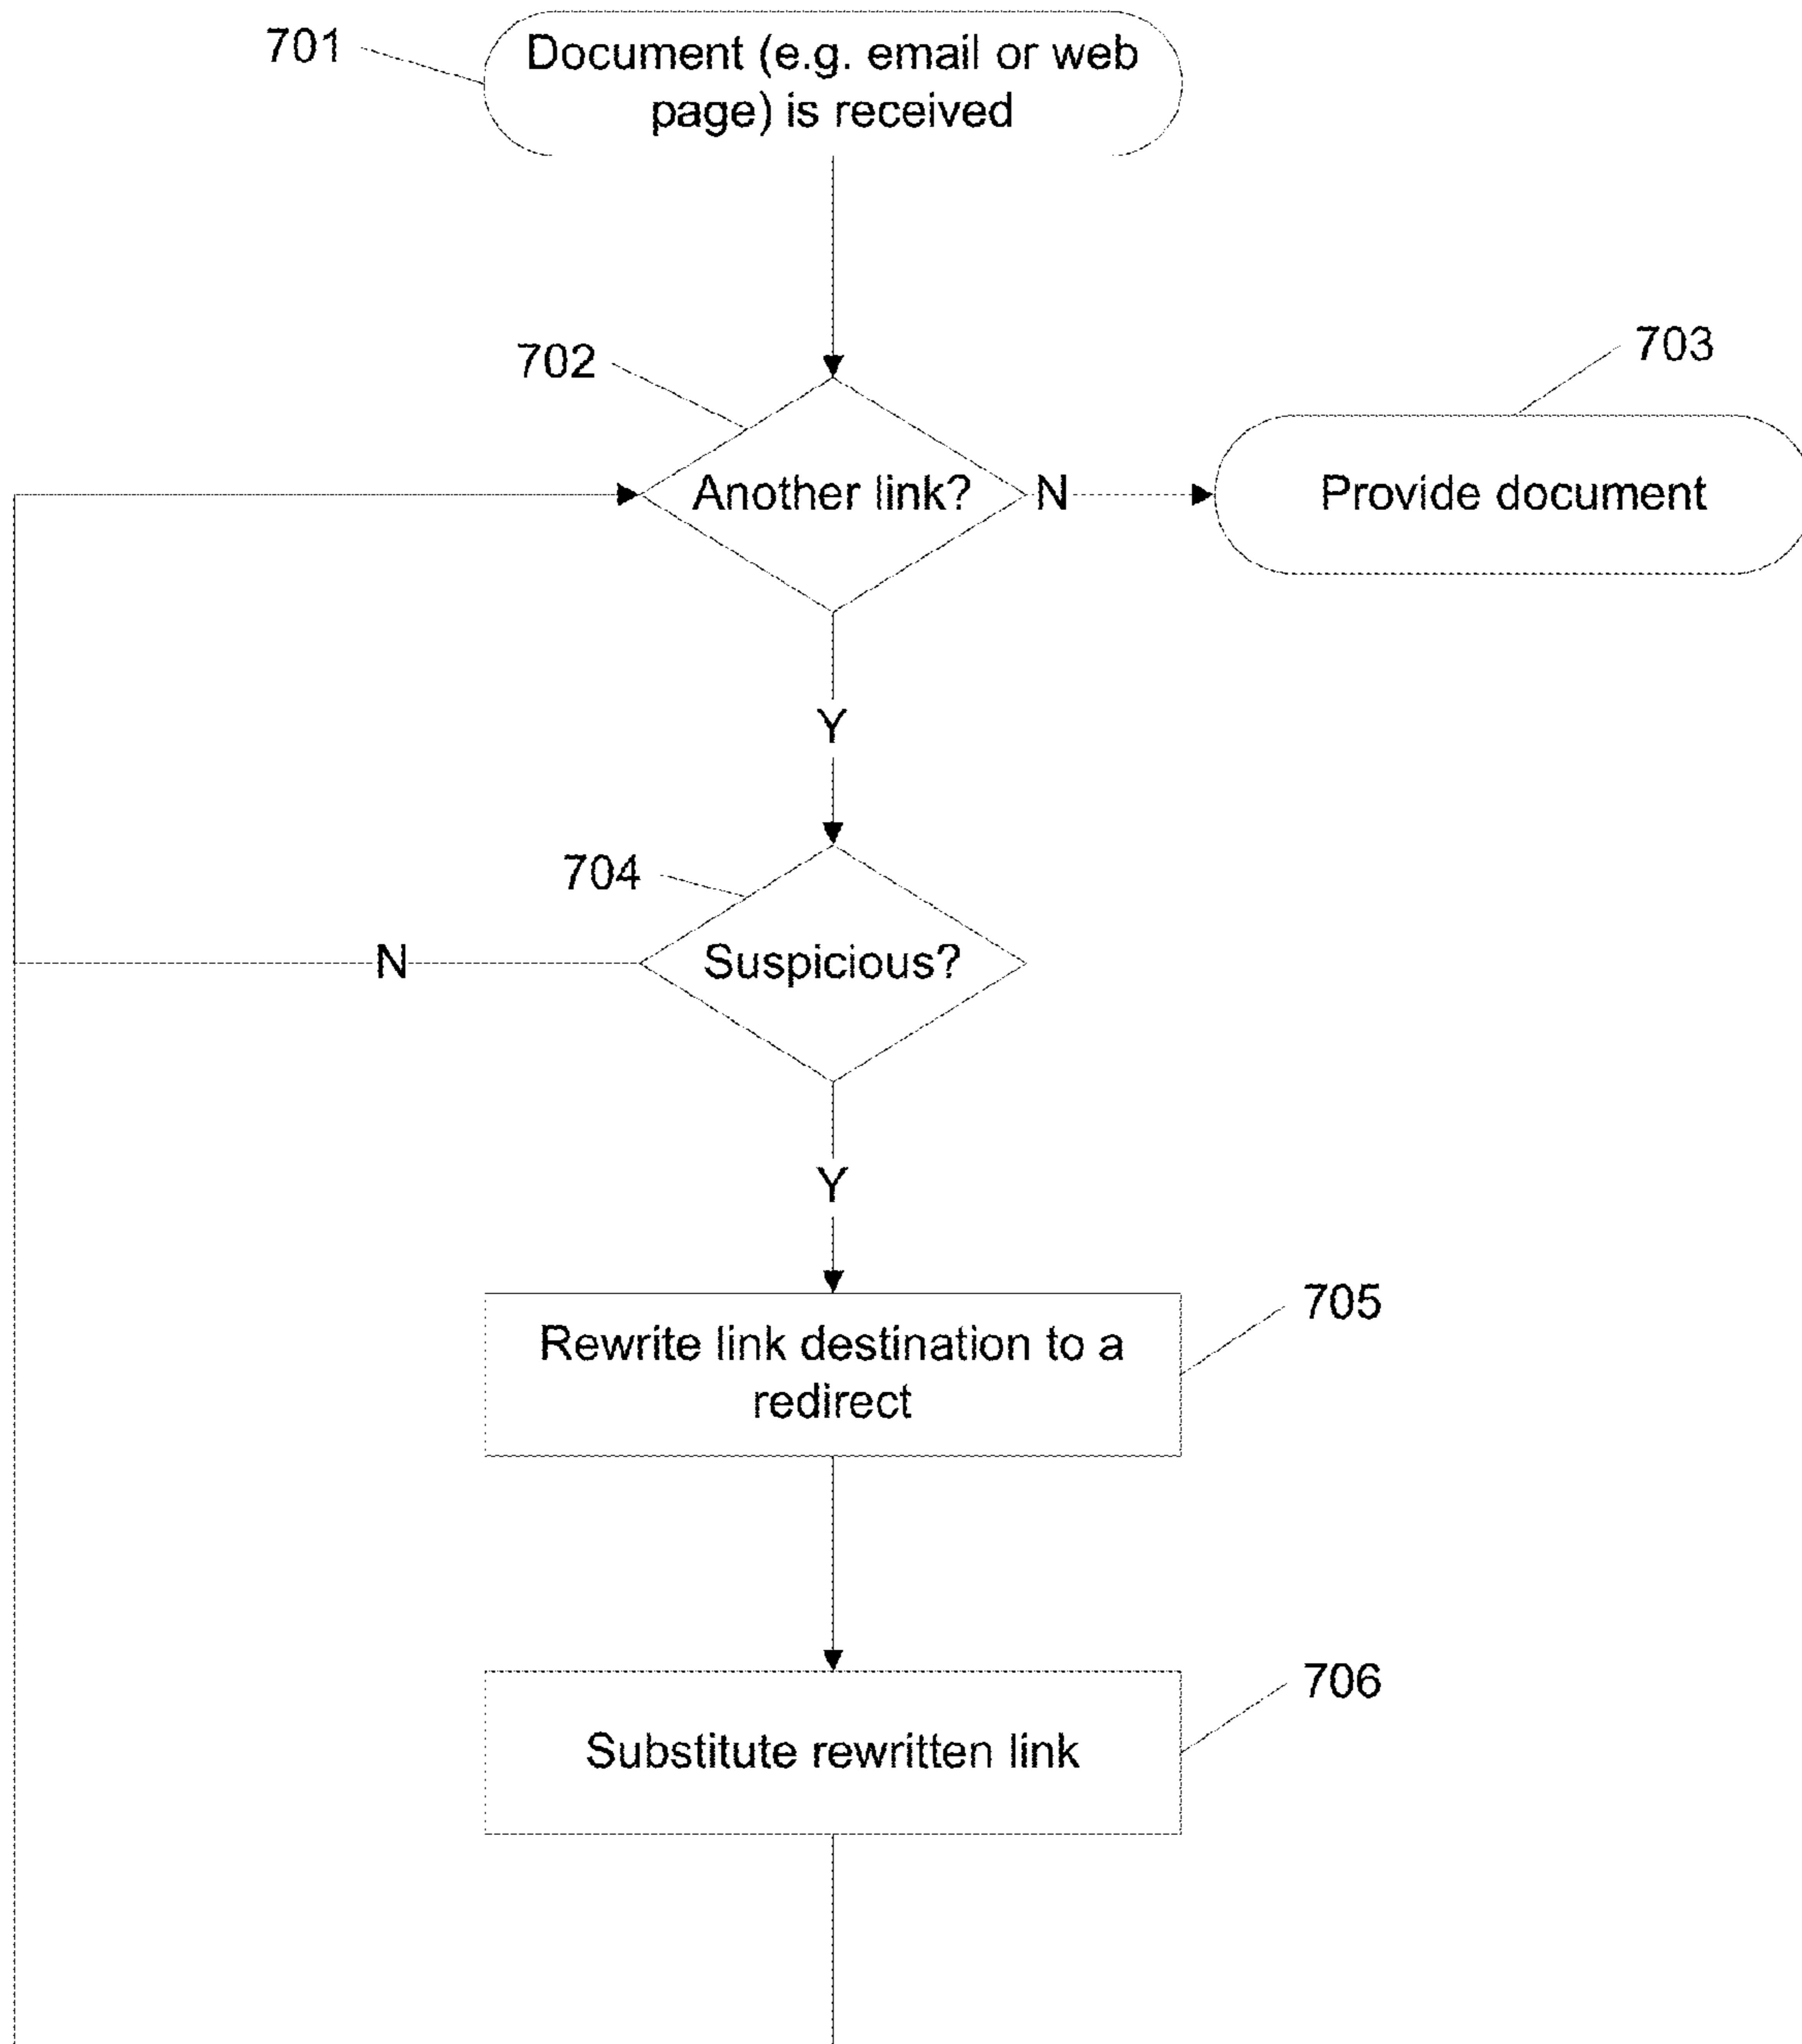 701
Document (e.g. email or web
page) is received
702
703
Another link?
N
Provide document
Y
704
Suspicious?
N
Y
705
Rewrite link destination to a
redirect
706
Substitute rewritten link